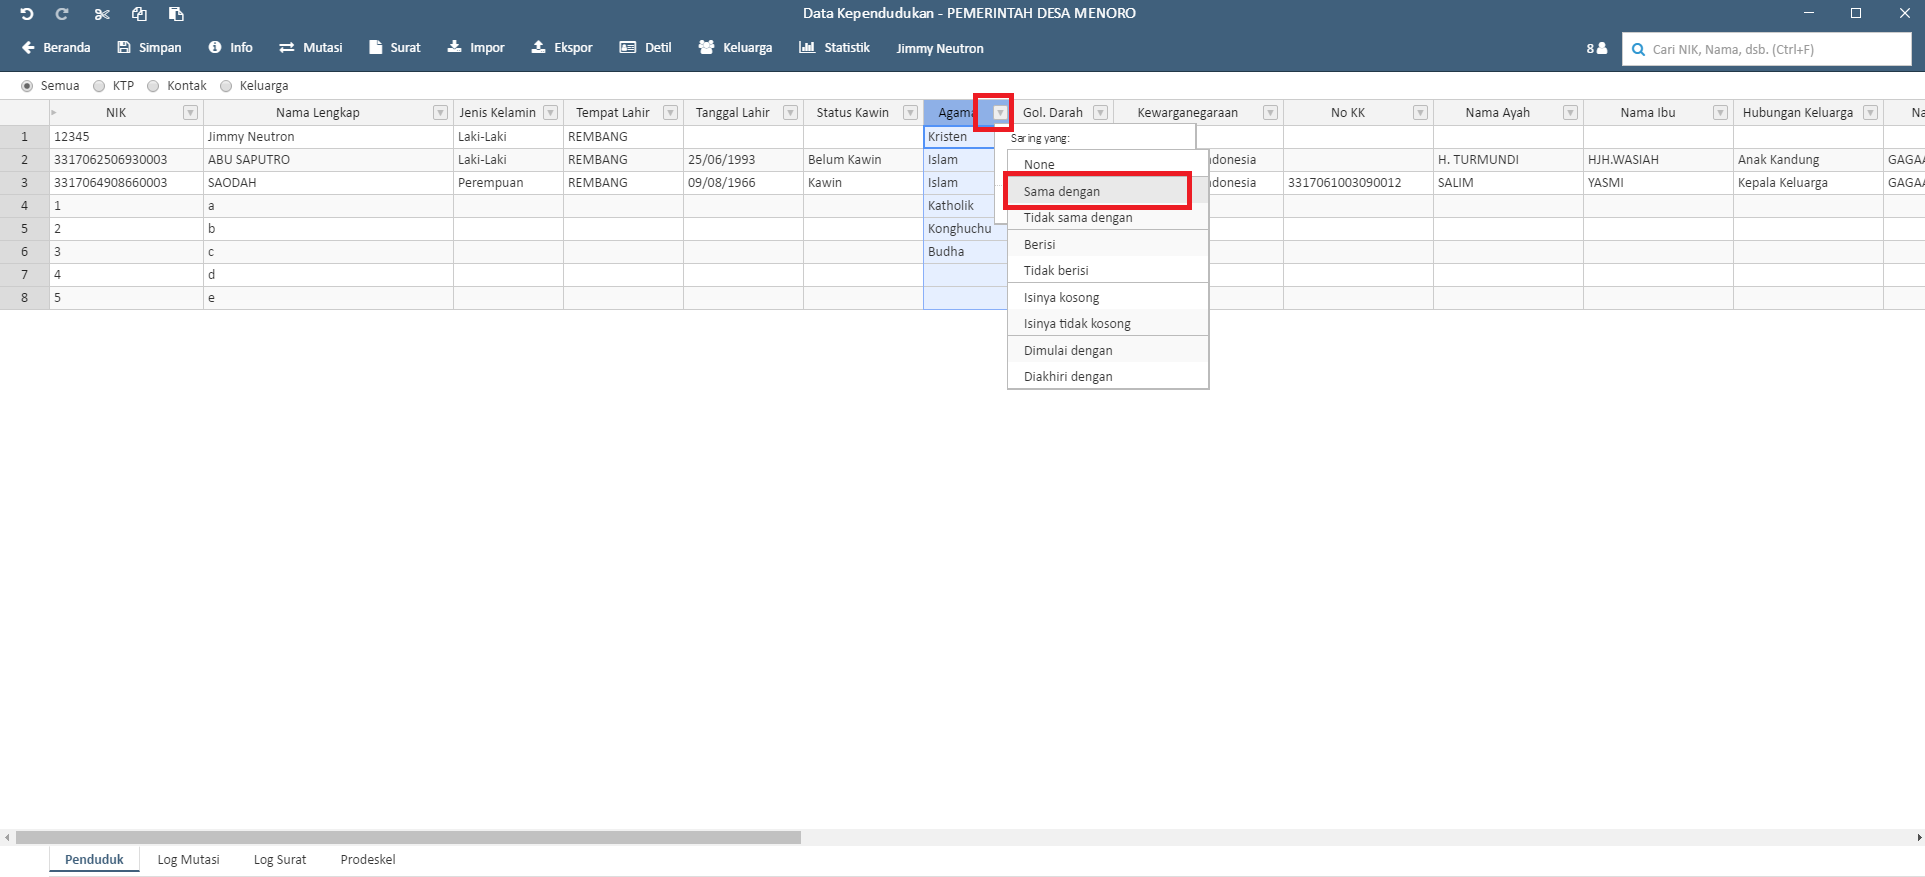 Data Kependudukan - PEMERINTAH DESA MENORO
Beranda Simpan Info Mutasi Surat Impor Ekspor Detil Keluarga Statistik Jimmy Neutron 8 Cari NIK, Nama, dsb. (Ctrl+F)
Semua KTP Kontak Keluarga
NIK Nama Lengkap Jenis Kelamin Tempat Lahir Tanggal Lahir Status Kawin Agama Gol. Darah Kewarganegaraan No KK Nama Ayah Nama Ibu Hubungan Keluarga Na
1 12345 Jimmy Neutron Laki-Laki REMBANG Kristen
2 3317062506930003 ABU SAPUTRO Laki-Laki REMBANG 25/06/1993 Belum Kawin Islam ndonesia H. TURMUNDI HJH.WASIAH Anak Kandung GAGAA
3 3317064908660003 SAODAH Perempuan REMBANG 09/08/1966 Kawin Islam ndonesia 3317061003090012 SALIM YASMI Kepala Keluarga GAGAA
4 1 a Katholik
5 2 b Konghuchu
6 3 c Budha
7 4 d
8 5 e
Saring yang:
None
Sama dengan
Tidak sama dengan
Berisi
Tidak berisi
Isinya kosong
Isinya tidak kosong
Dimulai dengan
Diakhiri dengan
Penduduk Log Mutasi Log Surat Prodeskel